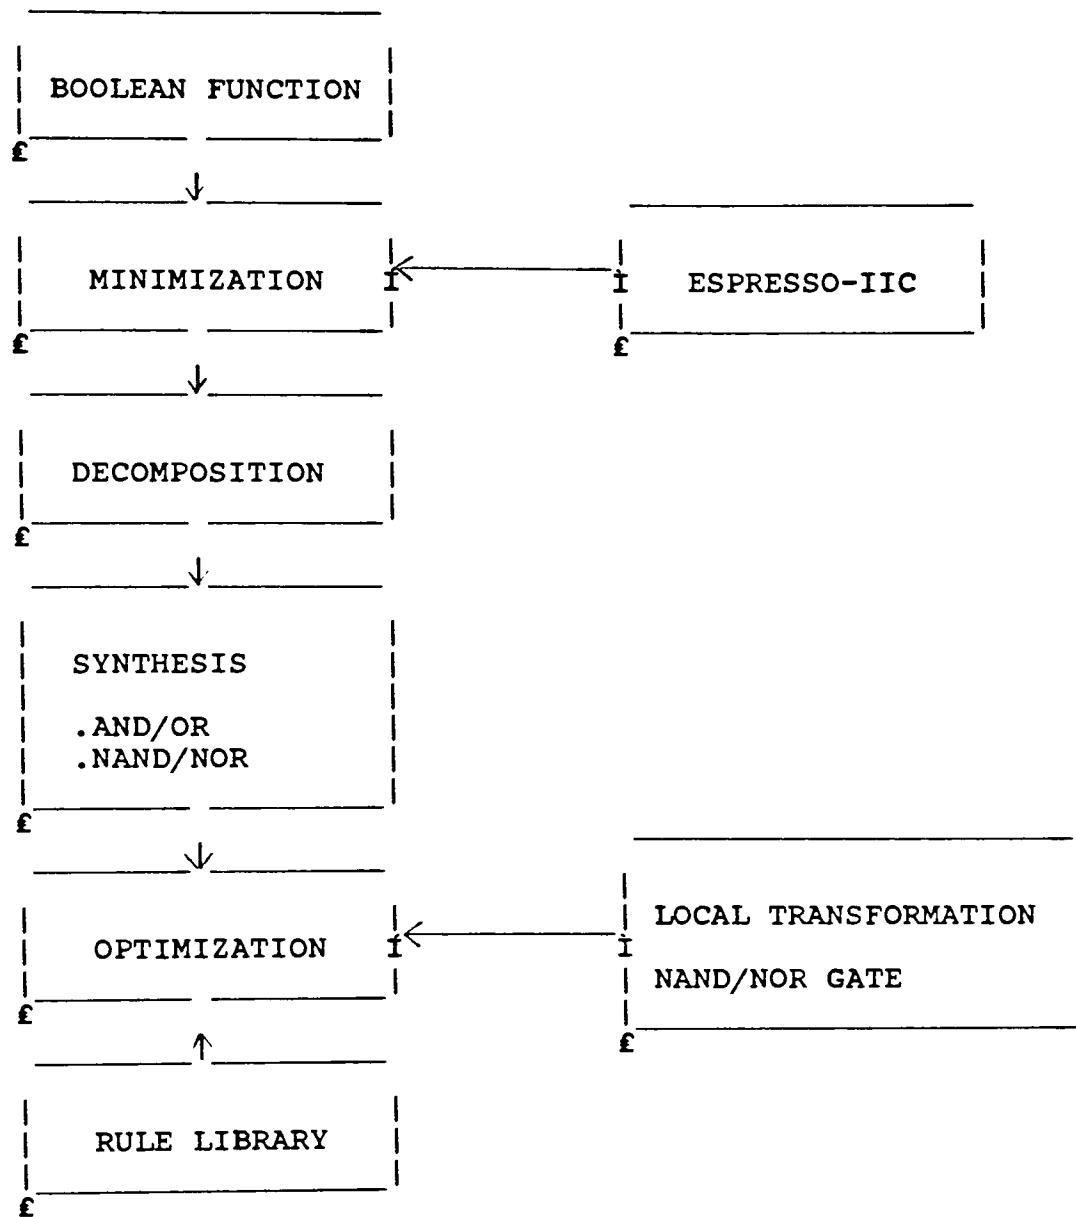 BOOLEAN FUNCTION
MINIMIZATION
ESPRESSO-IIC
DECOMPOSITION
SYNTHESIS
.AND/OR
.NAND/NOR
OPTIMIZATION
LOCAL TRANSFORMATION
NAND/NOR GATE
RULE LIBRARY